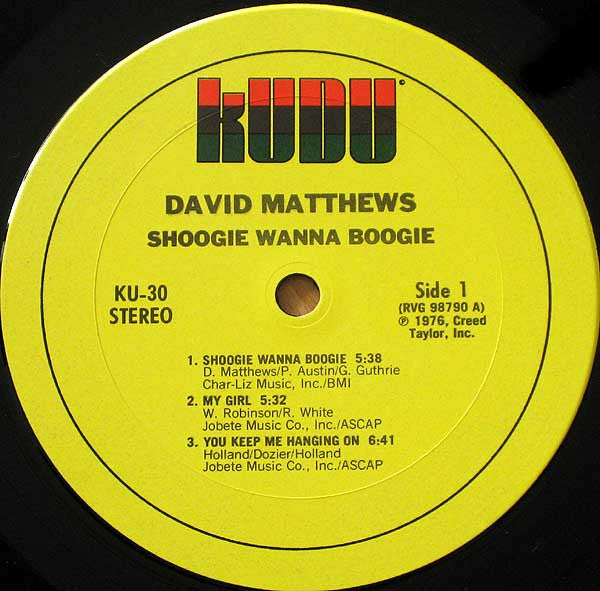 kUDU
DAVID MATTHEWS
SHOOGIE WANNA BOOGIE
KU-30
STEREO
Side 1
(RVG 98790 A)
℗ 1976, Creed
Taylor, Inc.
1. SHOOGIE WANNA BOOGIE 5:38
D. Matthews/P. Austin/G. Guthrie
Char-Liz Music, Inc./BMI
2. MY GIRL 5:32
W. Robinson/R. White
Jobete Music Co., Inc./ASCAP
3. YOU KEEP ME HANGING ON 6:41
Holland/Dozier/Holland
Jobete Music Co., Inc./ASCAP